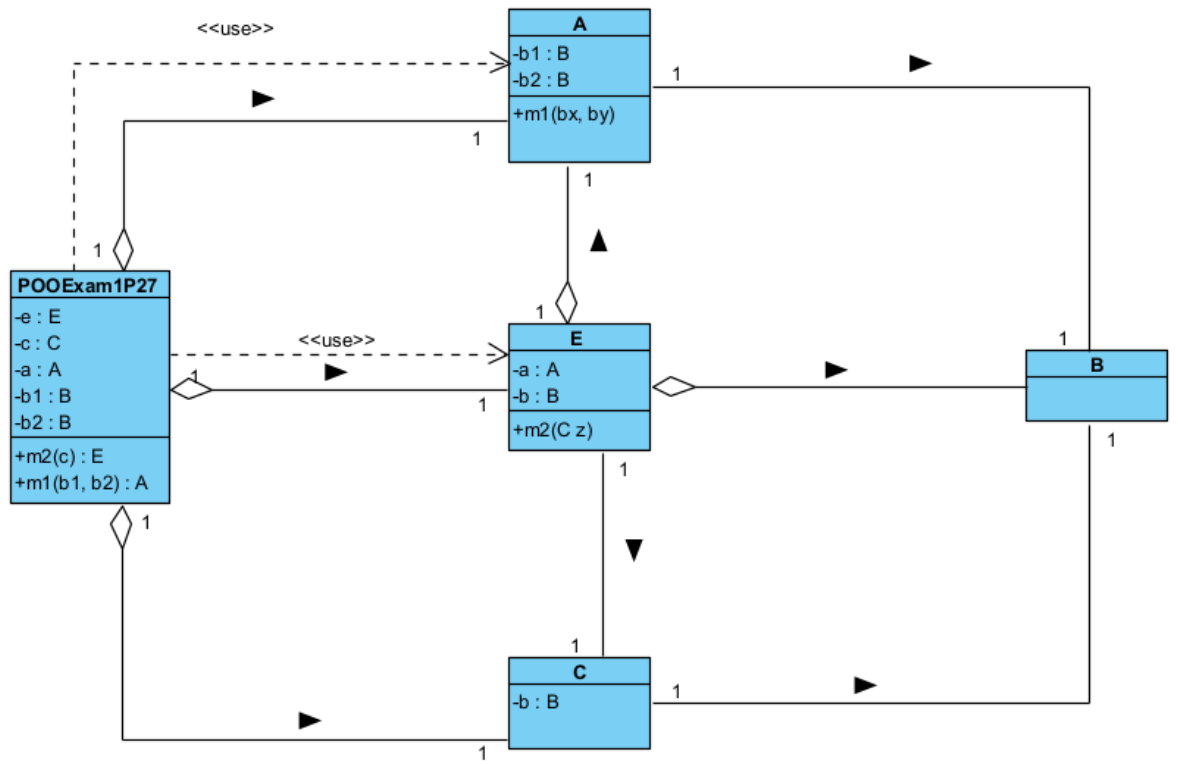 <<use>>
A
-b1 : B
-b2 : B
+m1(bx, by)
1
1
1
1
1
POOExam1P27
-e : E
-c : C
-a : A
-b1 : B
-b2 : B
+m2(c) : E
+m1(b1, b2) : A
<<use>>
1
1
1
E
-a : A
-b : B
+m2(C z)
1
B
1
1
1
1
C
-b : B
1
1